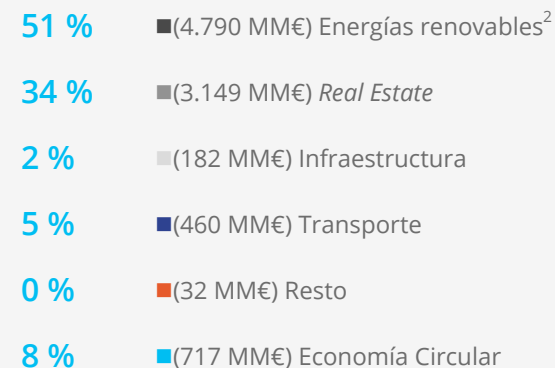 51 % (4.790 MM€) Energías renovables²
34 % (3.149 MM€) Real Estate
2 % (182 MM€) Infraestructura
5 % (460 MM€) Transporte
0 % (32 MM€) Resto
8 % (717 MM€) Economía Circular